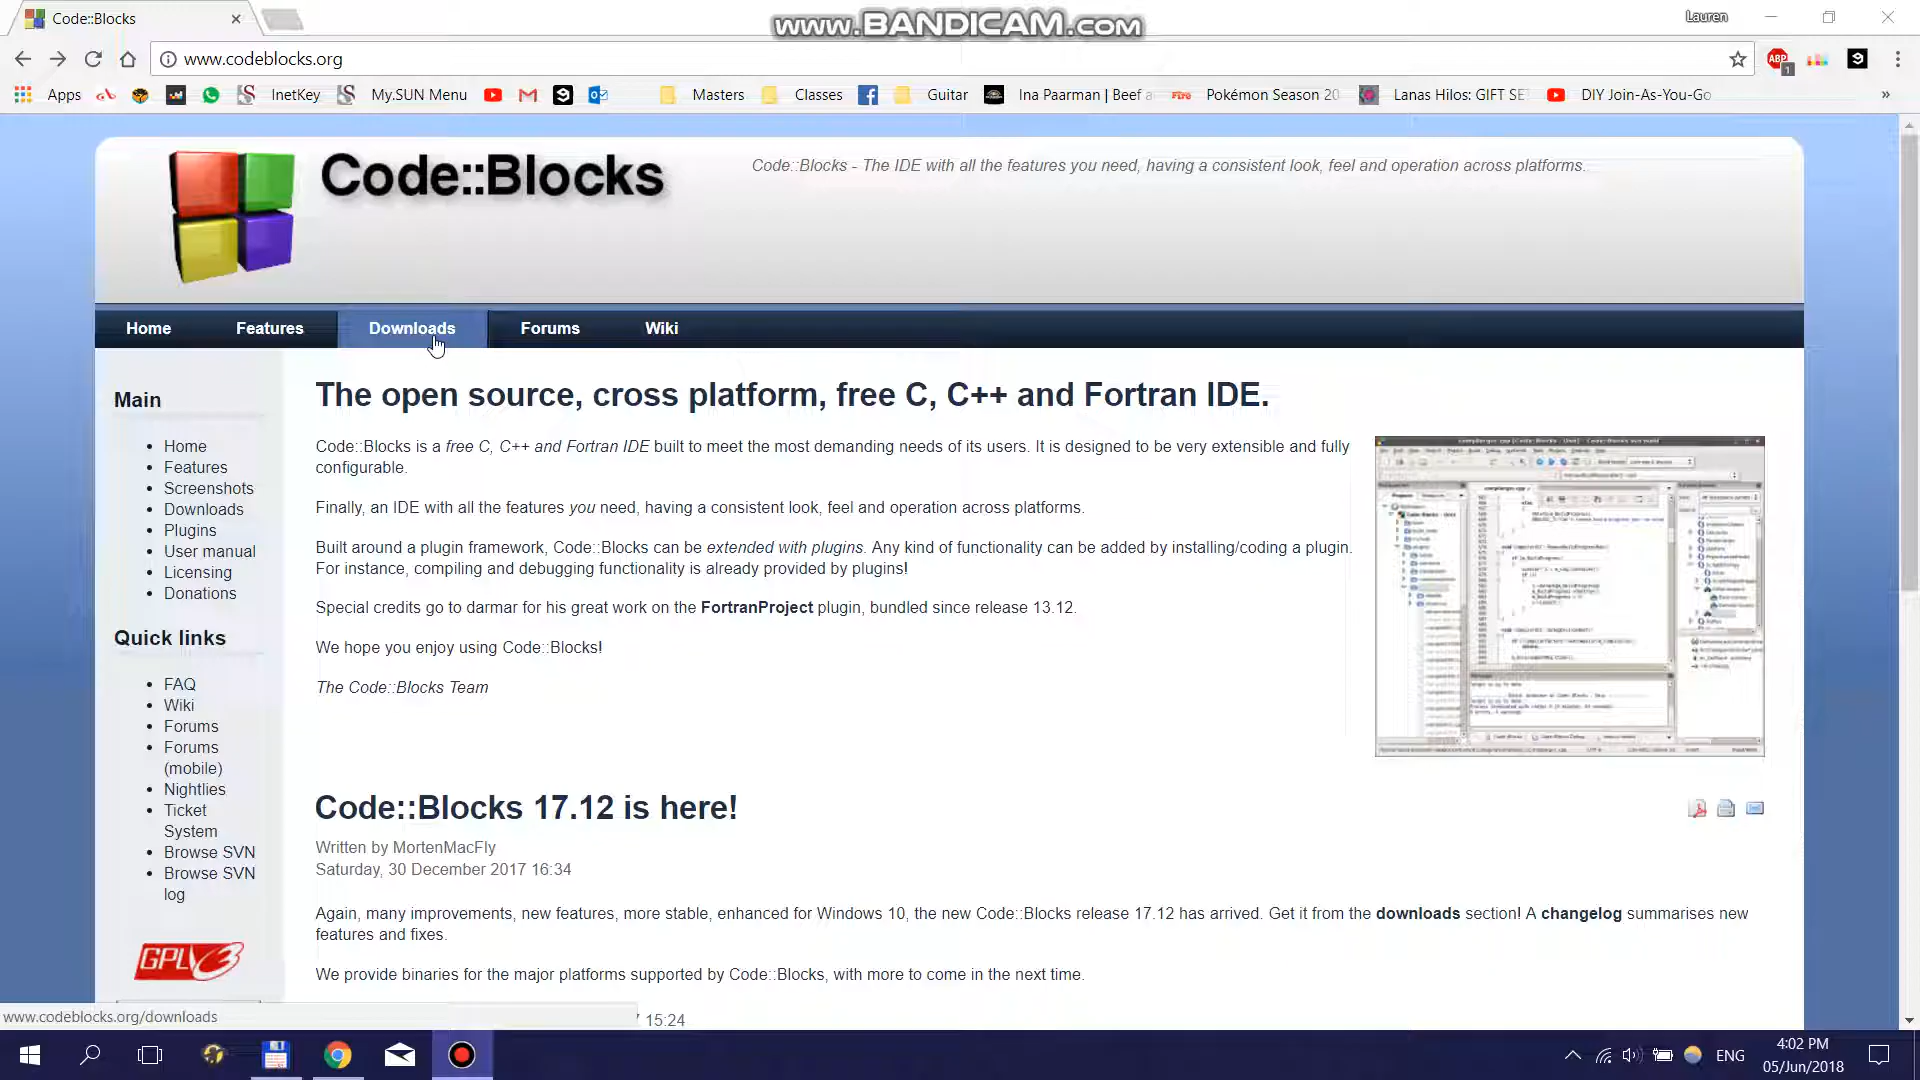 Code::Blocks
www.BANDICAM.com
Lauren
www.codeblocks.org
ABP
1
Apps
InetKey
My.SUN Menu
Masters
Classes
Guitar
Ina Paarman | Beef a
Fire
Pokémon Season 20
Lanas Hilos: GIFT SE
DIY Join-As-You-Go
»
Code::Blocks
Code::Blocks - The IDE with all the features you need, having a consistent look, feel and operation across platforms.
Home
Features
Downloads
Forums
Wiki
Main
Home
Features
Screenshots
Downloads
Plugins
User manual
Licensing
Donations
Quick links
FAQ
Wiki
Forums
Forums
(mobile)
Nightlies
Ticket
System
Browse SVN
Browse SVN
log
GPLv3
The open source, cross platform, free C, C++ and Fortran IDE.
Code::Blocks is a free C, C++ and Fortran IDE built to meet the most demanding needs of its users. It is designed to be very extensible and fully
configurable.
Finally, an IDE with all the features you need, having a consistent look, feel and operation across platforms.
Built around a plugin framework, Code::Blocks can be extended with plugins. Any kind of functionality can be added by installing/coding a plugin.
For instance, compiling and debugging functionality is already provided by plugins!
Special credits go to darmar for his great work on the FortranProject plugin, bundled since release 13.12.
We hope you enjoy using Code::Blocks!
The Code::Blocks Team
Code::Blocks 17.12 is here!
Written by MortenMacFly
Saturday, 30 December 2017 16:34
Again, many improvements, new features, more stable, enhanced for Windows 10, the new Code::Blocks release 17.12 has arrived. Get it from the downloads section! A changelog summarises new
features and fixes.
We provide binaries for the major platforms supported by Code::Blocks, with more to come in the next time.
15:24
www.codeblocks.org/downloads
ENG
4:02 PM
05/Jun/2018